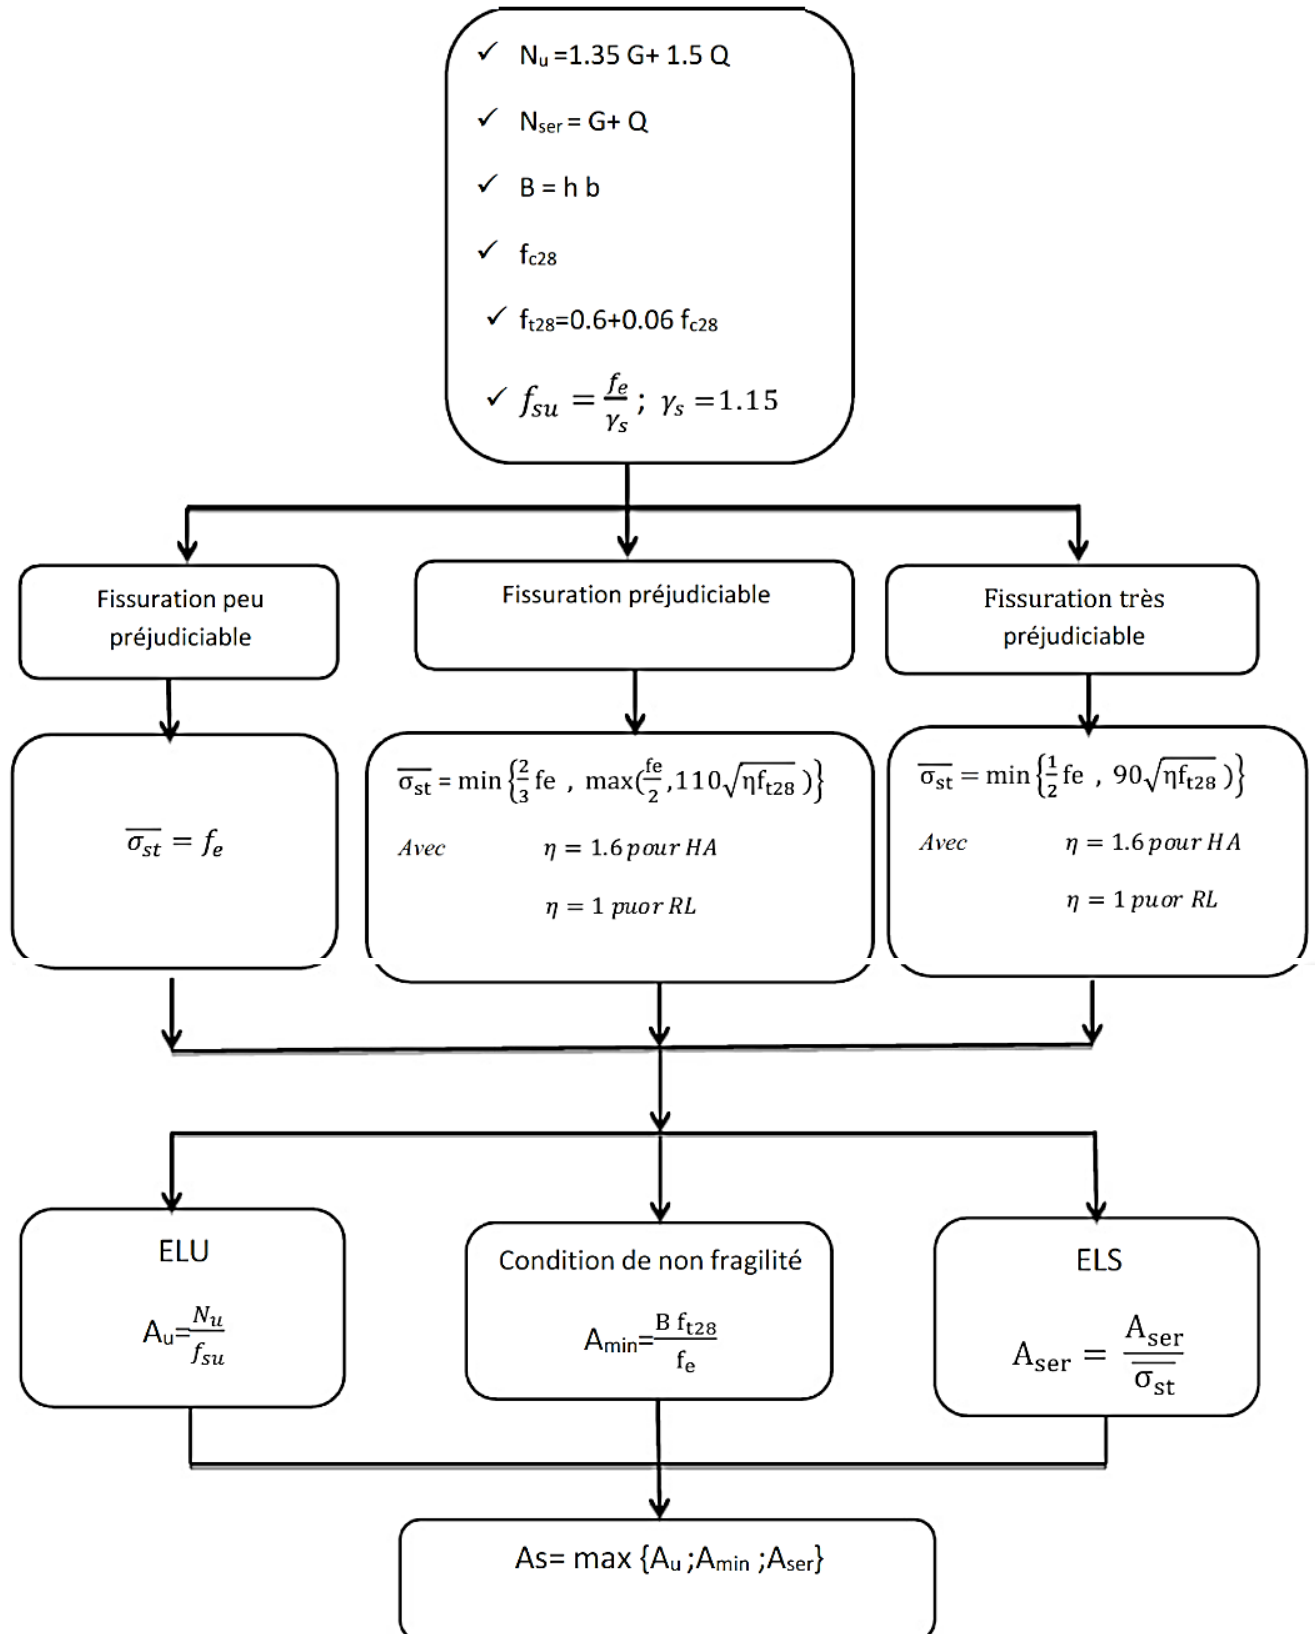 ✓ Nu =1.35 G+ 1.5 Q
✓ Nser = G+ Q
✓ B = h b
✓ fc28
✓ ft28=0.6+0.06 fc28
✓ fsu = fe/γs ; γs =1.15
Fissuration peu
préjudiciable
Fissuration préjudiciable
Fissuration très
préjudiciable
σst‾ = fe
σst‾ = min {2/3 fe , max(fe/2 ,110√ηft28 )}
Avec η = 1.6 pour HA
η = 1 puor RL
σst‾ = min {1/2 fe , 90√ηft28 )}
Avec η = 1.6 pour HA
η = 1 puor RL
ELU
Au=Nu/fsu
Condition de non fragilité
Amin=B ft28/fe
ELS
Aser = Aser/σst‾
As= max {Au ;Amin ;Aser}